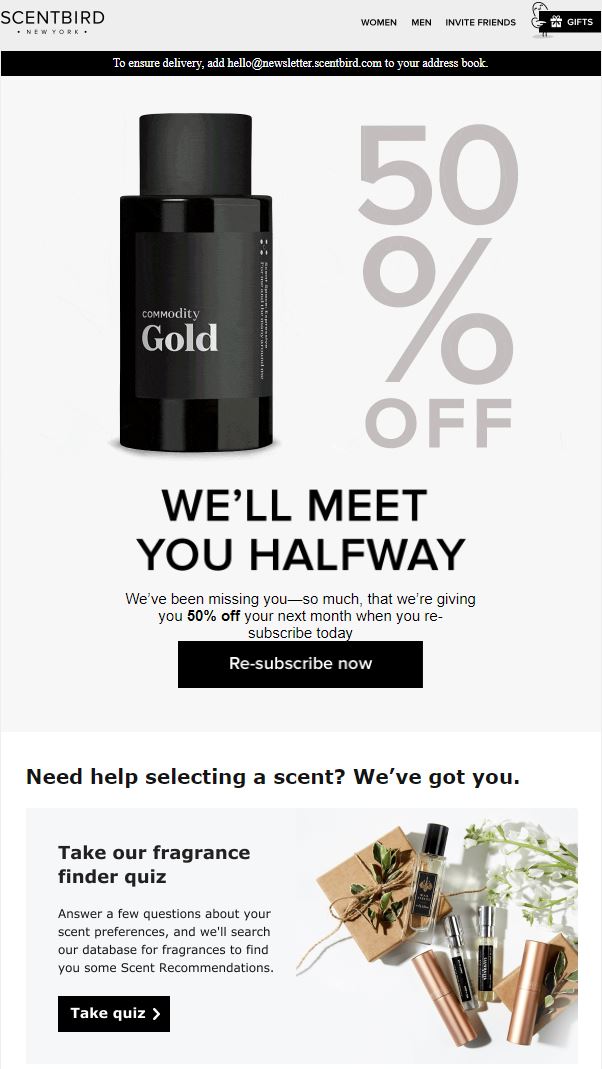 SCENTBIRD
• NEW YORK •
WOMEN
MEN
INVITE FRIENDS
GIFTS
To ensure delivery, add hello@newsletter.scentbird.com to your address book.
50
%
OFF
COMModity
Gold
WE’LL MEET
YOU HALFWAY
We’ve been missing you—so much, that we’re giving
you 50% off your next month when you re-
subscribe today
Re-subscribe now
Need help selecting a scent? We’ve got you.
Take our fragrance
finder quiz
Answer a few questions about your
scent preferences, and we'll search
our database for fragrances to find
you some Scent Recommendations.
Take quiz